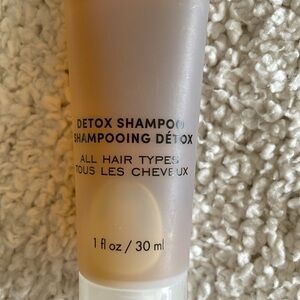 DETOX SHAMPOO
SHAMPOOING DÉTOX
ALL HAIR TYPES
TOUS LES CHEVEUX
1 fl oz / 30 ml